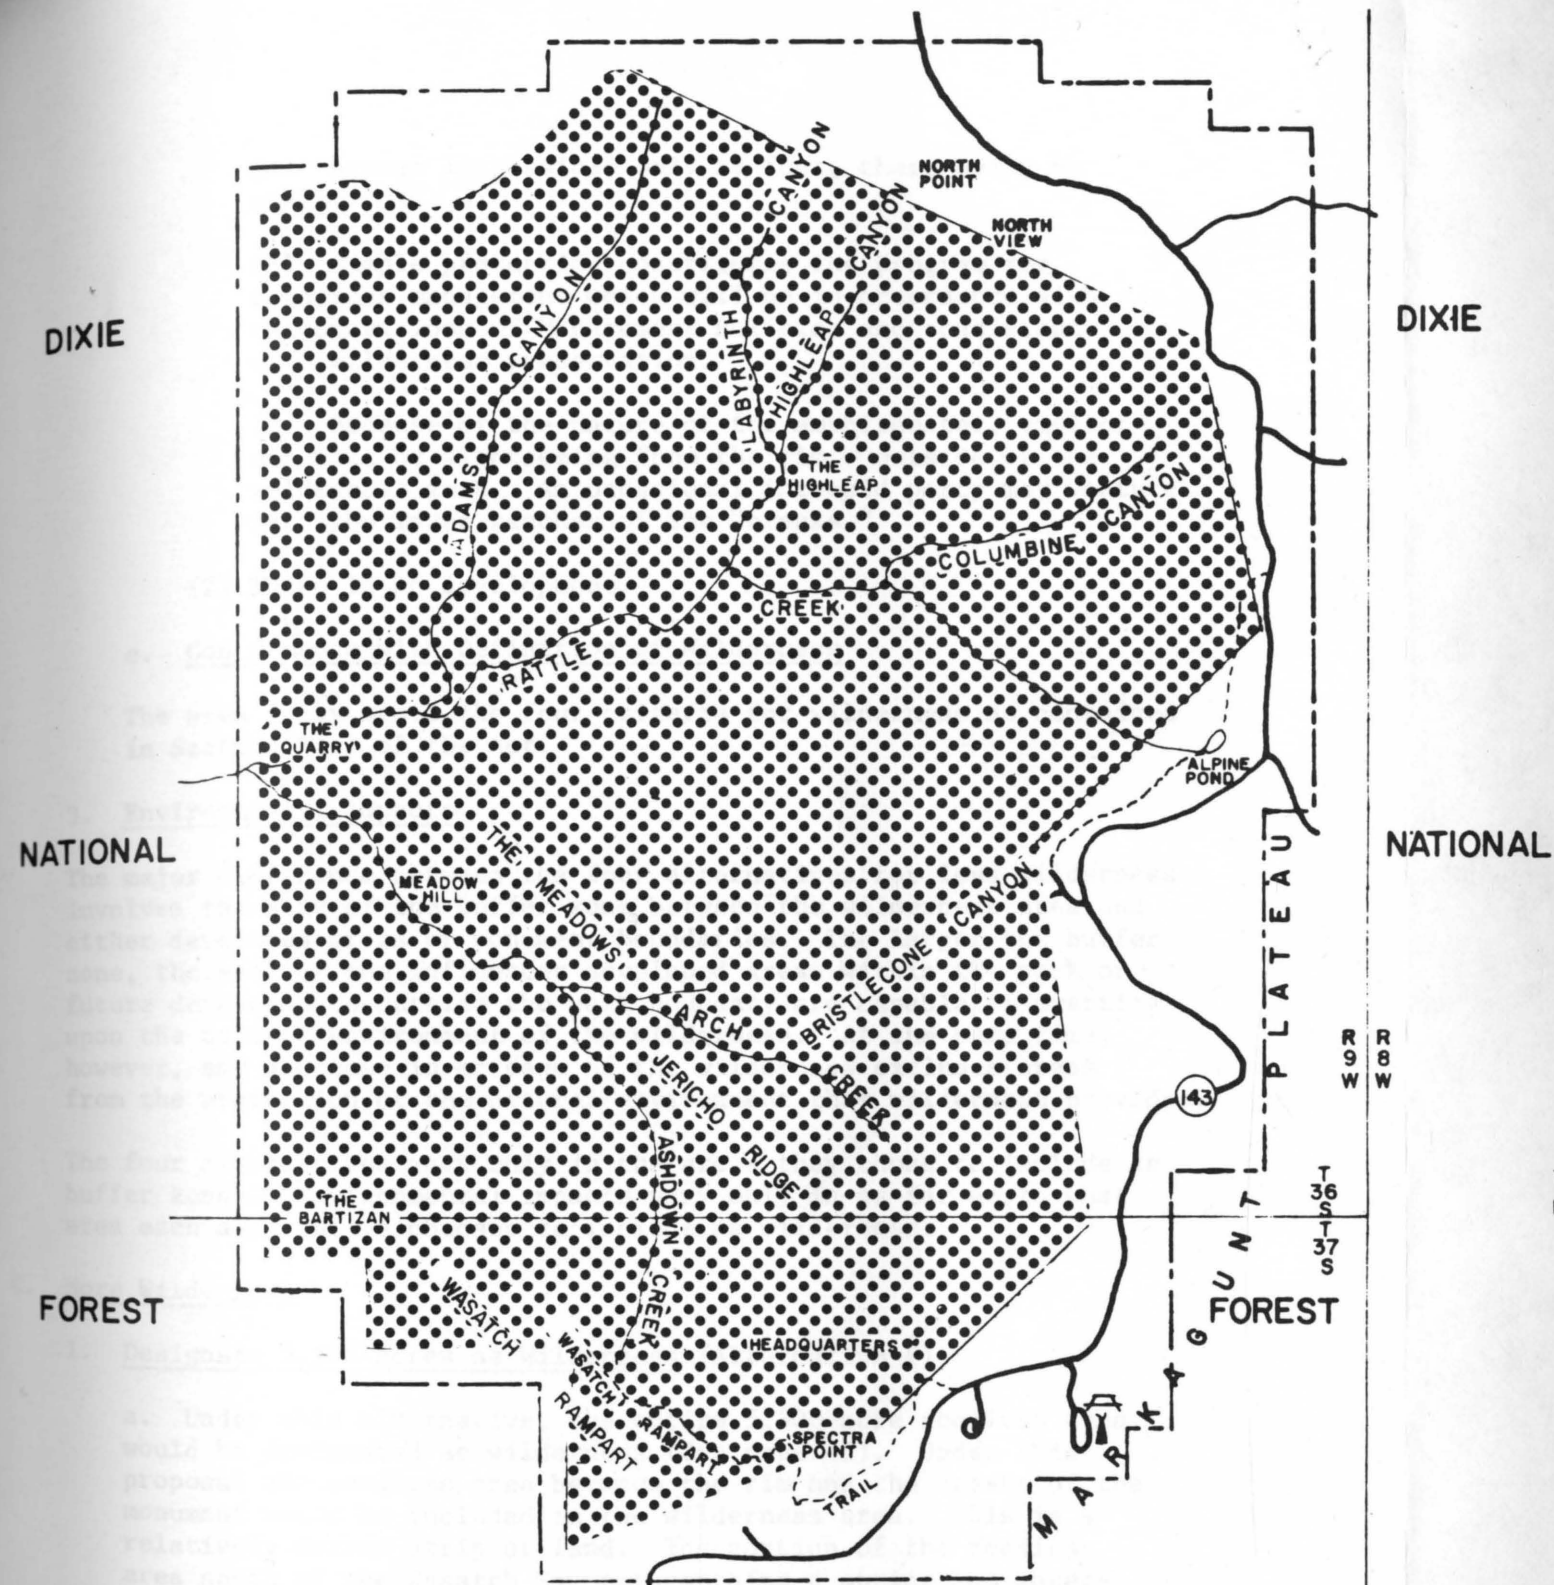 CANYON
CANYON
NORTH
POINT
NORTH
VIEW
DIXIE
DIXIE
CANYON
LABYRINTH
HIGHLEAP
THE
HIGHLEAP
ADAMS
CANYON
COLUMBINE
CREEK
RATTLE
THE
QUARRY
ALPINE
POND
NATIONAL
NATIONAL
THE MEADOWS
MEADOW
HILL
BRISTLECONE CANYON
ARCH
CREEK
JERICHO
RIDGE
ASHDOWN
CREEK
143
R
9
W
R
8
W
T
36
S
T
37
S
THE
BARTIZAN
MARKAGUNT PLATEAU
FOREST
FOREST
WASATCH
RAMPART
WASATCH RAMPART
HEADQUARTERS
SPECTRA
POINT
TRAIL